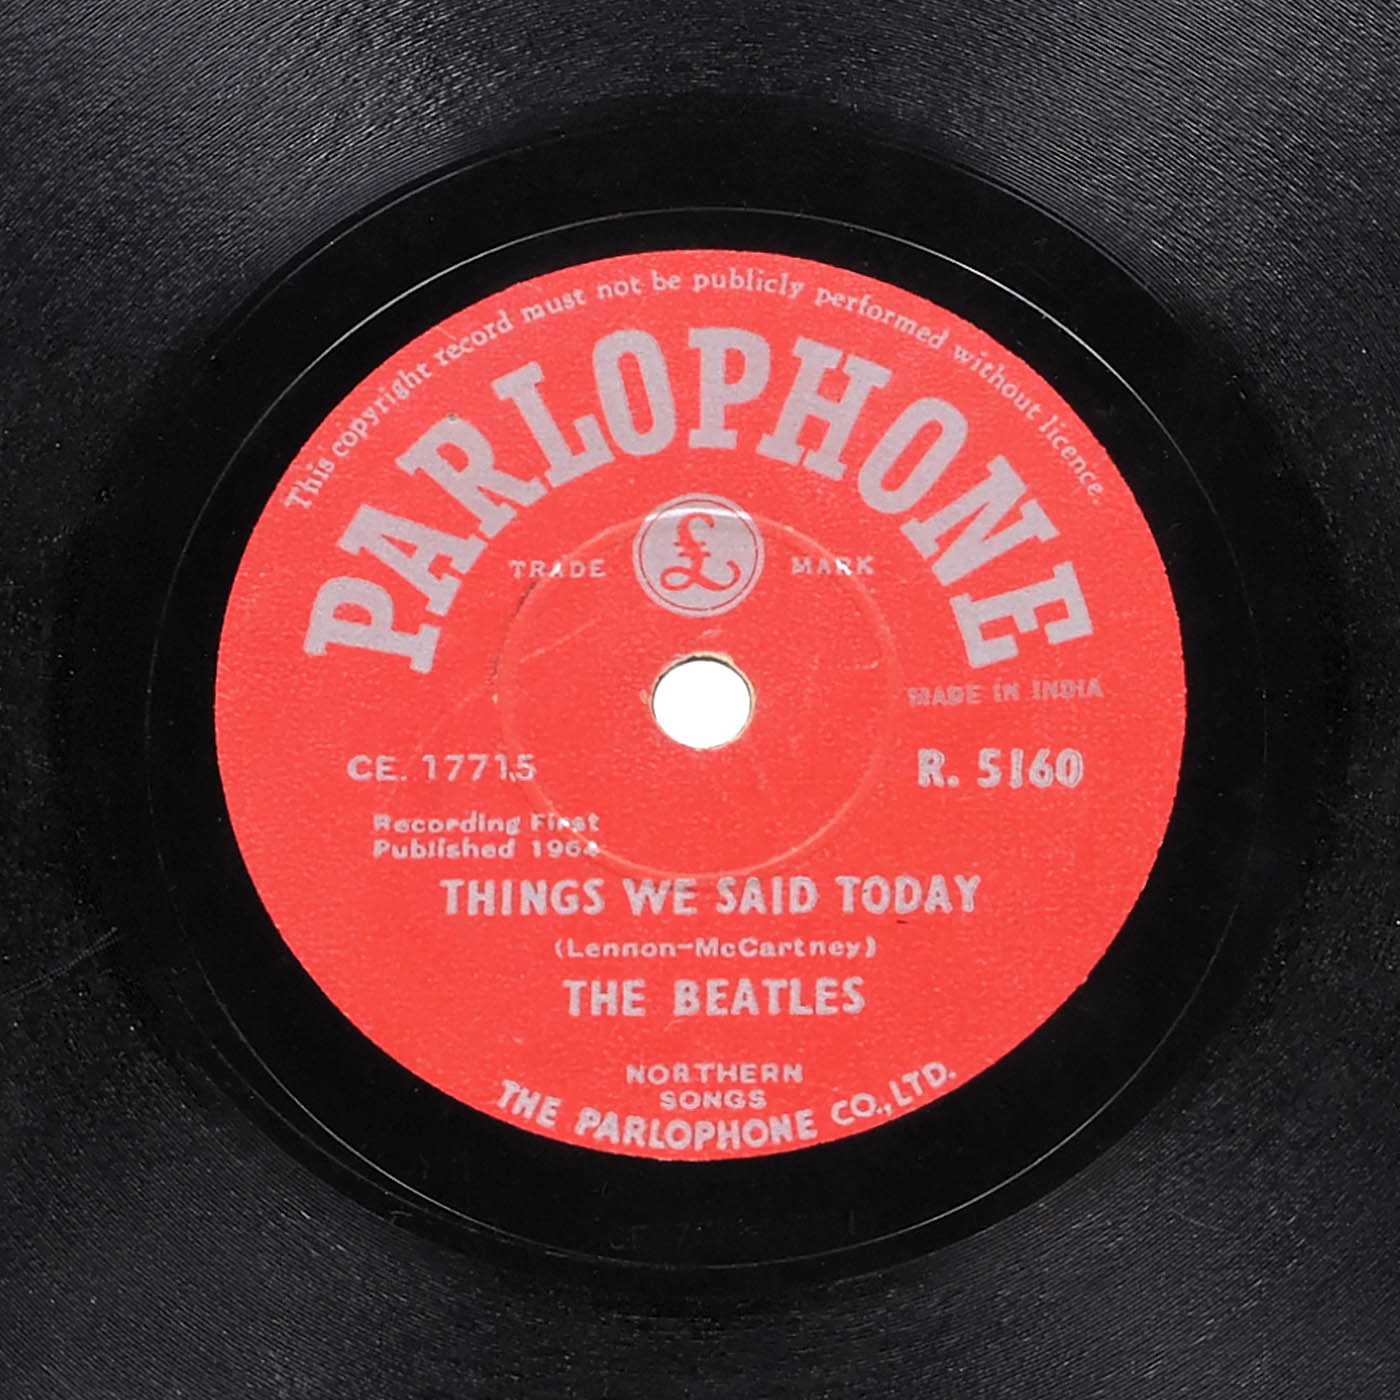 This copyright record must not be publicly performed without licence.
PARLOPHONE
TRADE £ MARK
MADE IN INDIA
CE. 17715
R. 5160
Recording First
Published 1964
THINGS WE SAID TODAY
(Lennon-McCartney)
THE BEATLES
NORTHERN
SONGS
THE PARLOPHONE CO., LTD.